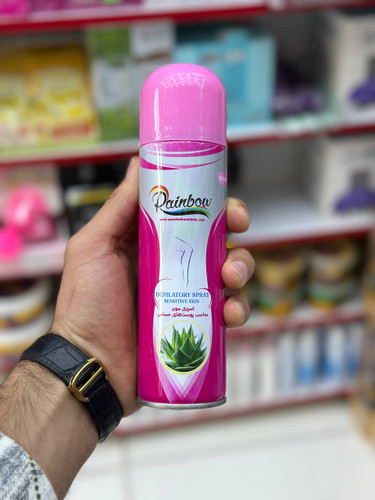 Rainbow
DEPILATORY SPRAY
SENSITIVE SKIN
اسپری موبر
مناسب پوست‌های حساس